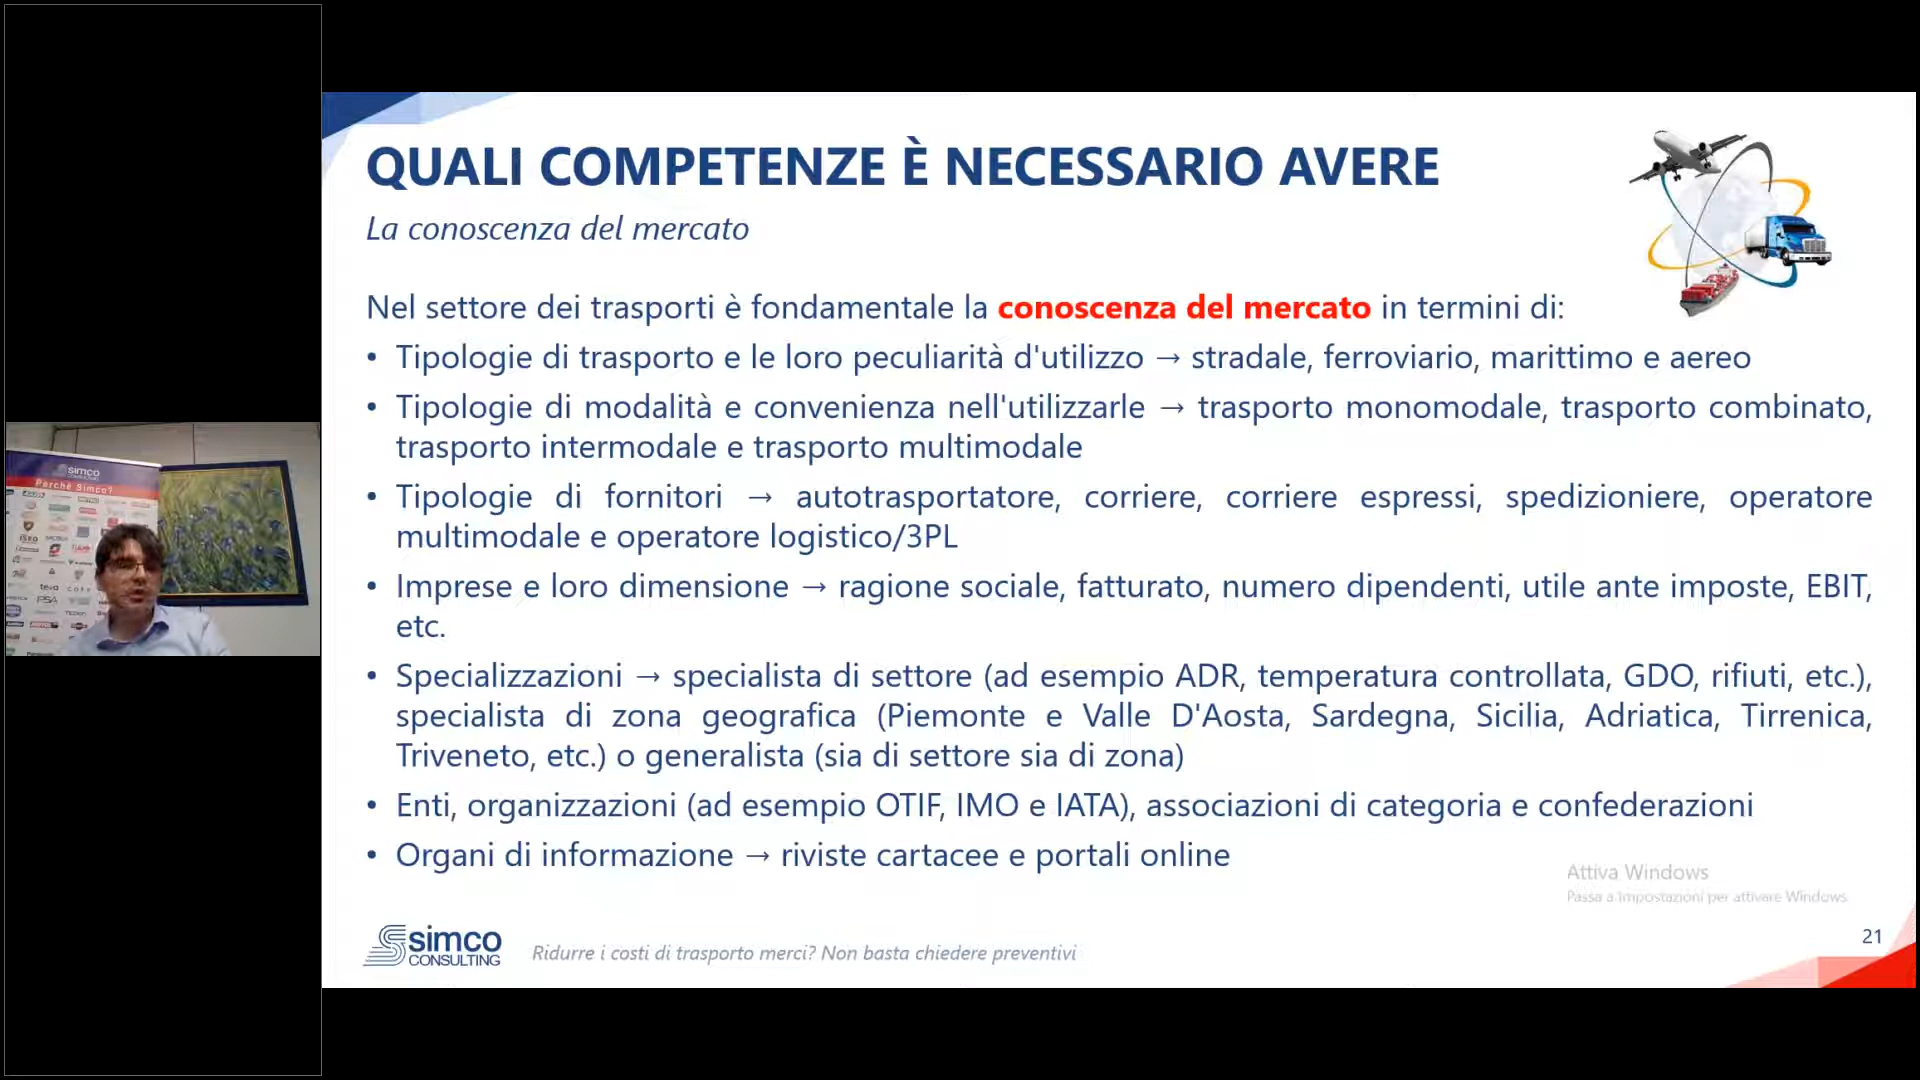 QUALI COMPETENZE È NECESSARIO AVERE
La conoscenza del mercato
Nel settore dei trasporti è fondamentale la conoscenza del mercato in termini di:
• Tipologie di trasporto e le loro peculiarità d'utilizzo → stradale, ferroviario, marittimo e aereo
• Tipologie di modalità e convenienza nell'utilizzarle → trasporto monomodale, trasporto combinato,
trasporto intermodale e trasporto multimodale
• Tipologie di fornitori → autotrasportatore, corriere, corriere espressi, spedizioniere, operatore
multimodale e operatore logistico/3PL
• Imprese e loro dimensione → ragione sociale, fatturato, numero dipendenti, utile ante imposte, EBIT,
etc.
• Specializzazioni → specialista di settore (ad esempio ADR, temperatura controllata, GDO, rifiuti, etc.),
specialista di zona geografica (Piemonte e Valle D'Aosta, Sardegna, Sicilia, Adriatica, Tirrenica,
Triveneto, etc.) o generalista (sia di settore sia di zona)
• Enti, organizzazioni (ad esempio OTIF, IMO e IATA), associazioni di categoria e confederazioni
• Organi di informazione → riviste cartacee e portali online
Attiva Windows
Passa a Impostazioni per attivare Windows.
simco
CONSULTING
Ridurre i costi di trasporto merci? Non basta chiedere preventivi
21
simco
CONSULTING
Perché Simco?
teva